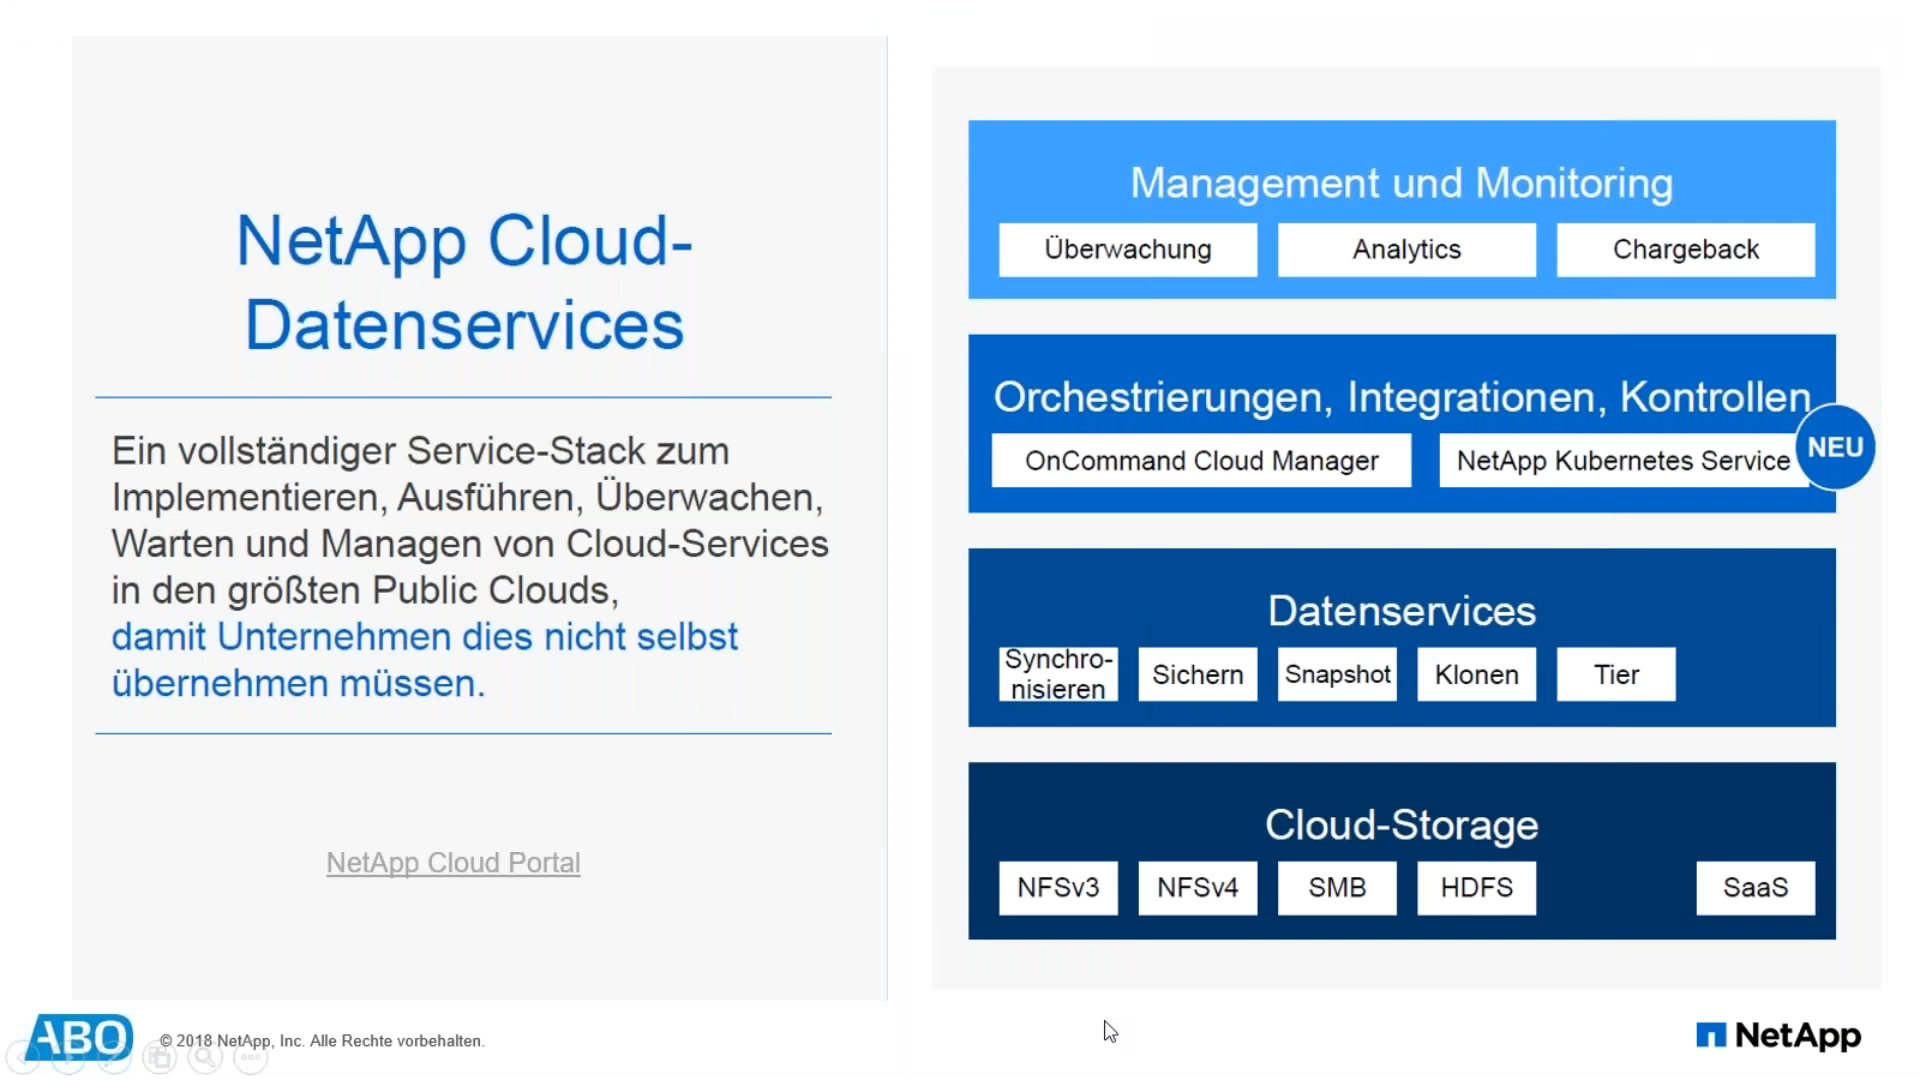 NetApp Cloud-
Datenservices
Ein vollständiger Service-Stack zum
Implementieren, Ausführen, Überwachen,
Warten und Managen von Cloud-Services
in den größten Public Clouds,
damit Unternehmen dies nicht selbst
übernehmen müssen.
NetApp Cloud Portal
Management und Monitoring
Überwachung Analytics Chargeback
Orchestrierungen, Integrationen, Kontrollen
OnCommand Cloud Manager NetApp Kubernetes Service NEU
Datenservices
Synchro-
nisieren Sichern Snapshot Klonen Tier
Cloud-Storage
NFSv3 NFSv4 SMB HDFS SaaS
ABO © 2018 NetApp, Inc. Alle Rechte vorbehalten. NetApp